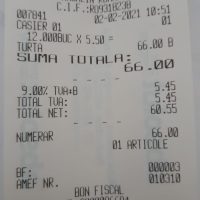 C.I.F.:RO9318238
007841 02-02-2021 10:51
CASIER 01 01
12.000BUC X 5.50 =
TURTA 66.00 B
SUMA TOTALA:
66.00
9.00% TVA*B 5.45
TOTAL TVA: 5.45
TOTAL NET: 60.55
NUMERAR 66.00
01 ARTICOLE
BF: 000003
AMEF NR. 010310
BON FISCAL